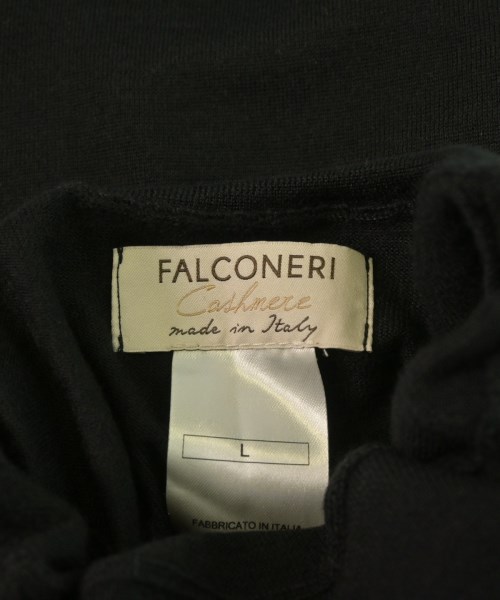 FALCONERI
Cashmere
made in Italy
L
FABBRICATO IN ITALIA